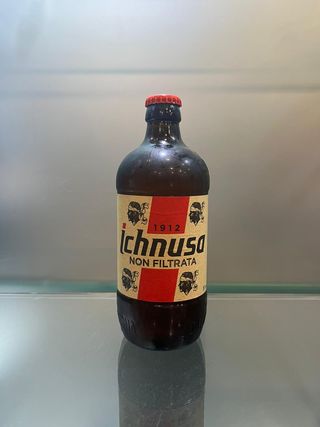 1912
ichnusa
NON FILTRATA